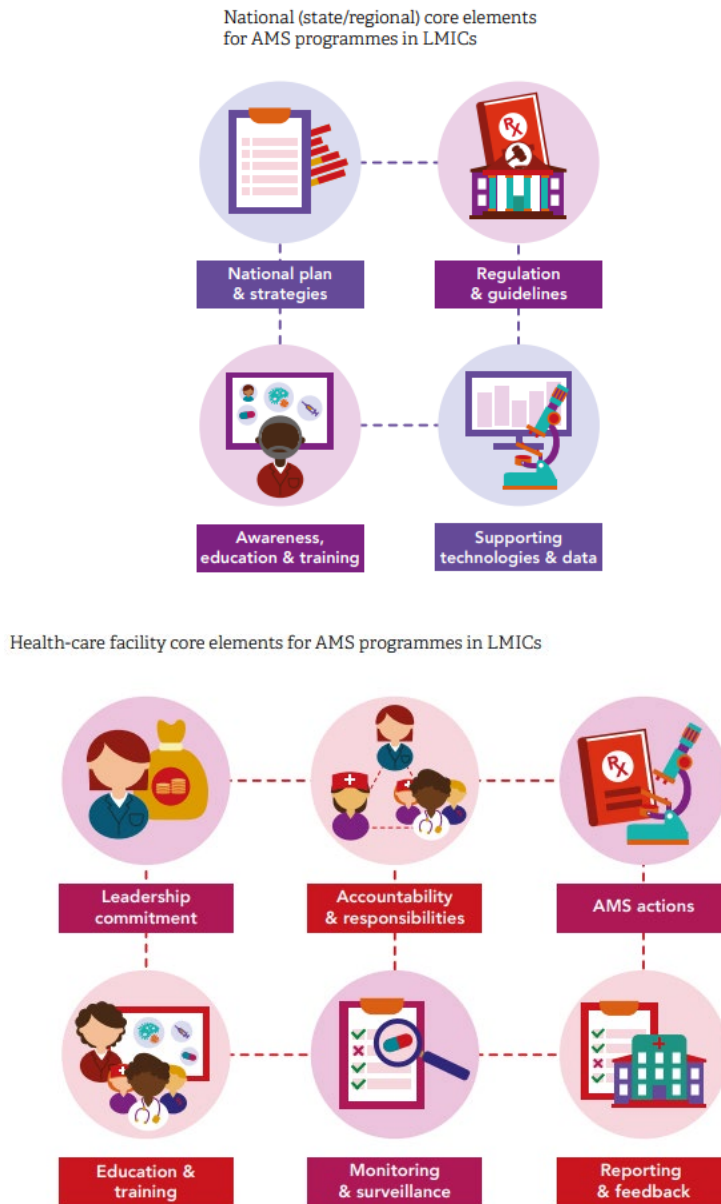 National (state/regional) core elements
for AMS programmes in LMICs
Rx
National plan
& strategies
Regulation
& guidelines
Awareness,
education & training
Supporting
technologies & data
Health-care facility core elements for AMS programmes in LMICs
Rx
Leadership
commitment
Accountability
& responsibilities
AMS actions
Education &
training
Monitoring
& surveillance
Reporting
& feedback